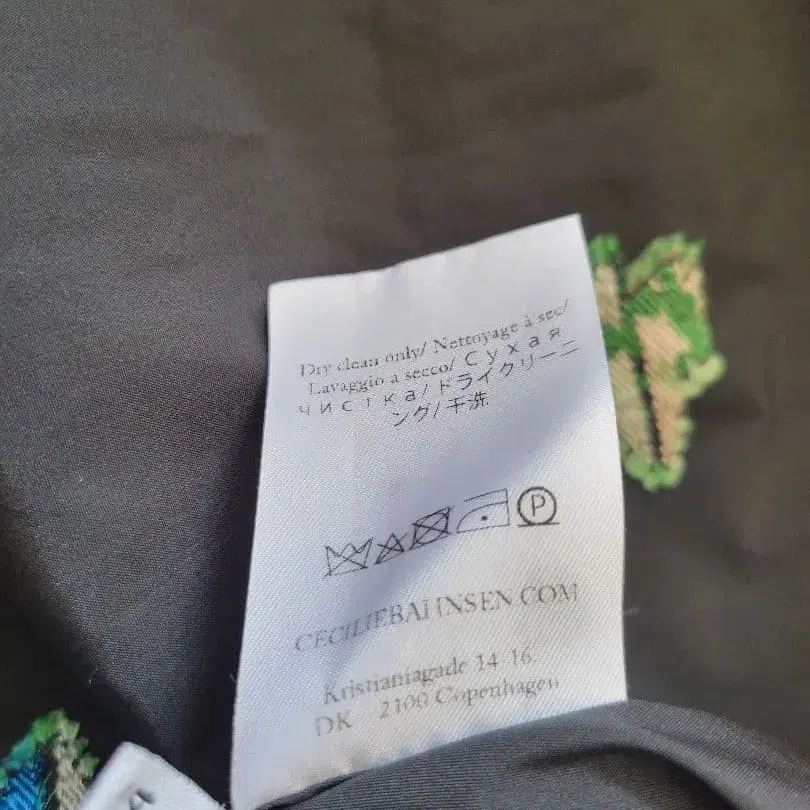 Dry clean only/ Nettoyage à sec/
Lavaggio a secco/ Сухая
чистка/ドライクリーニ
ング/干洗
P
CECILIEBAHNSEN.COM
Kristianiagade 14-16.
DK 2100 Copenhagen